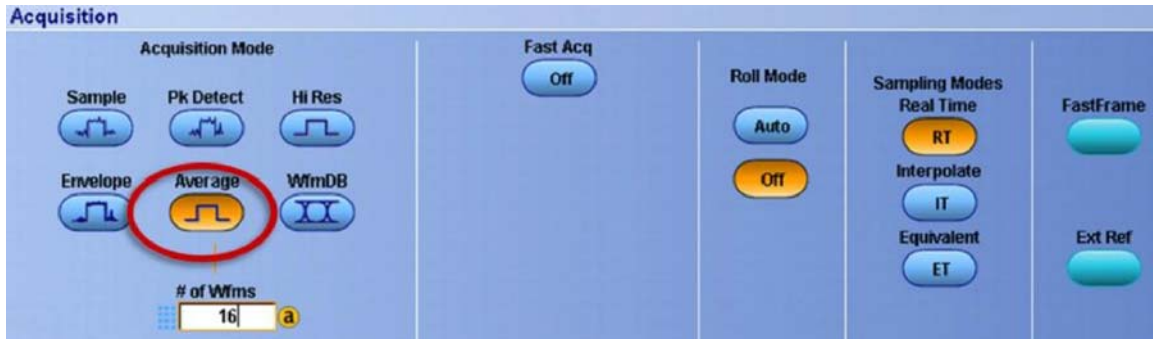 Acquisition
Acquisition Mode
Sample
Pk Detect
Hi Res
Envelope
Average
WfmDB
# of Wfms
16
a
Fast Acq
Off
Roll Mode
Auto
Off
Sampling Modes
Real Time
RT
Interpolate
IT
Equivalent
ET
FastFrame
Ext Ref